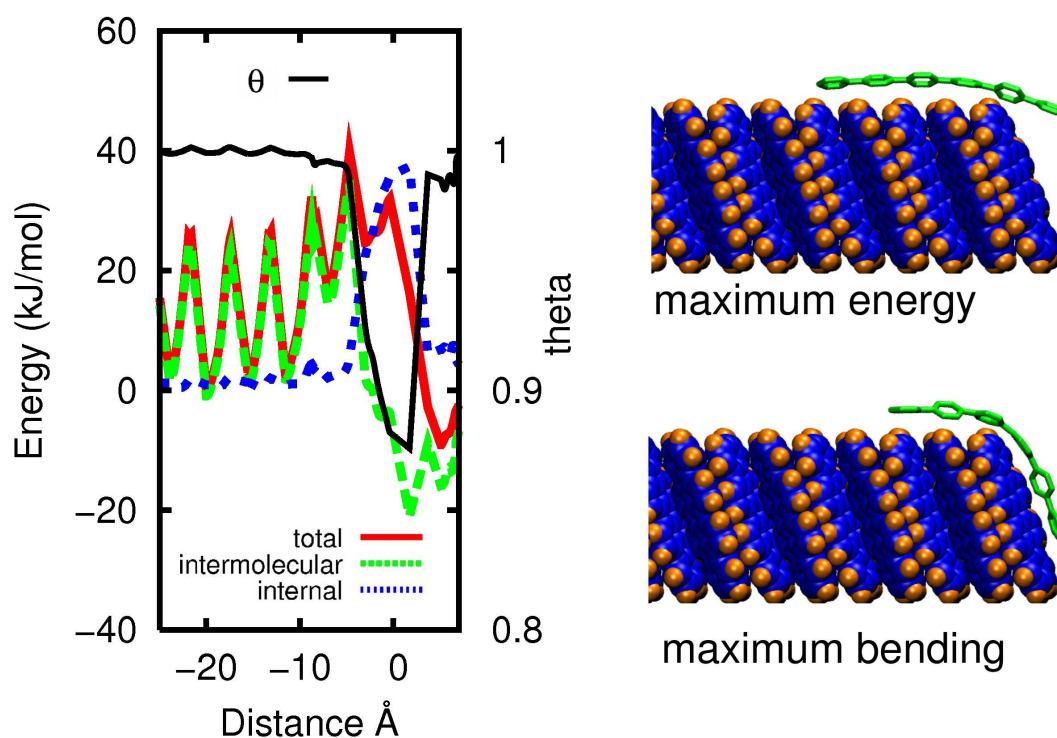 60
40
20
0
−20
−40
Energy (kJ/mol)
θ
1
0.9
0.8
theta
total
intermolecular
internal
−20
−10
0
Distance Å
maximum energy
maximum bending